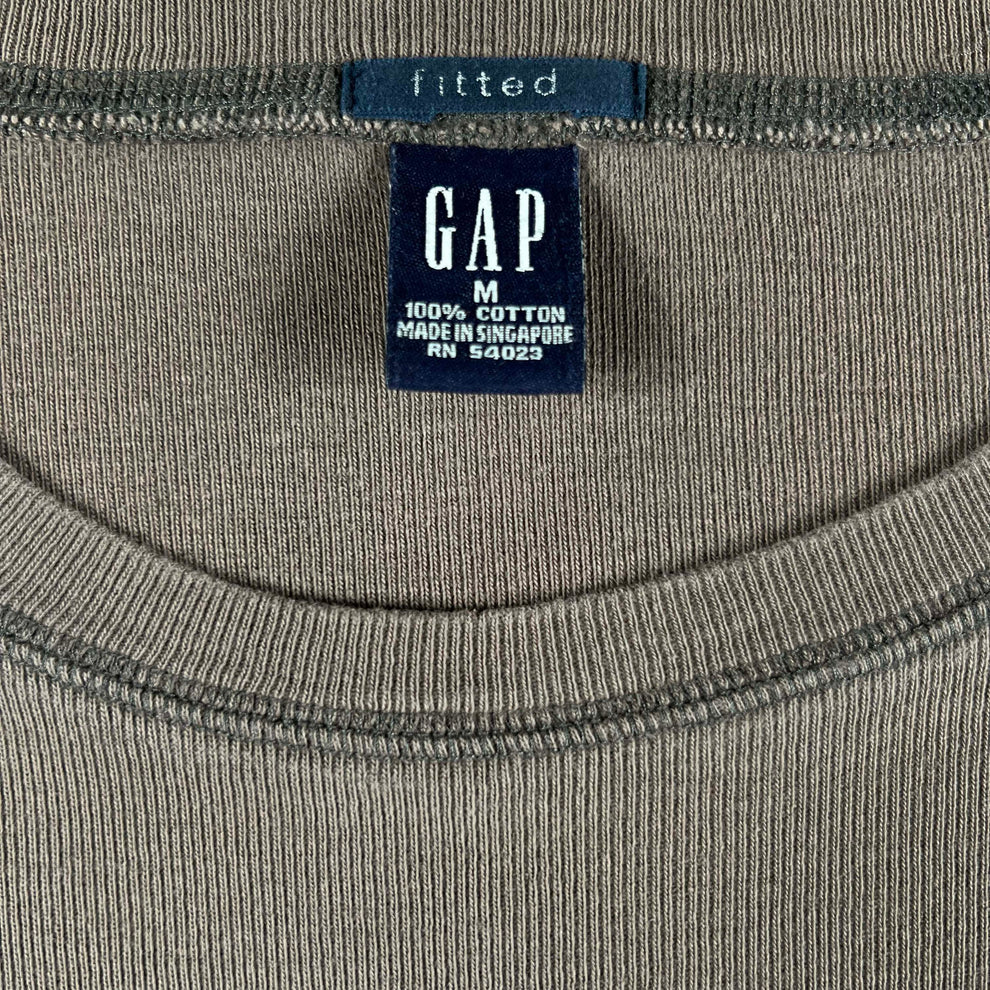 fitted
GAP
M
100% COTTON
MADE IN SINGAPORE
RN 54023